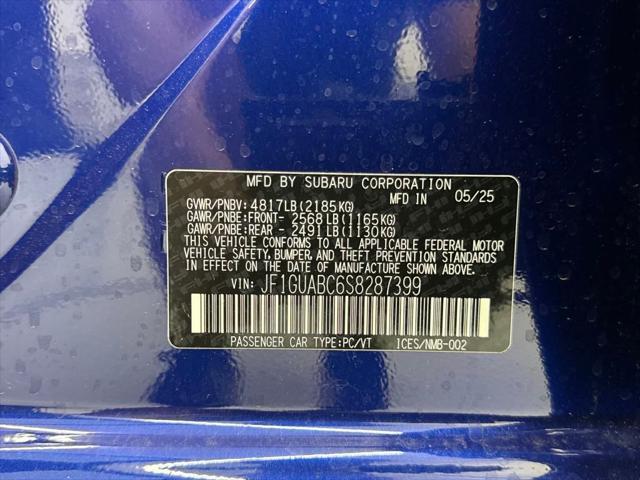 MFD BY SUBARU CORPORATION
GWR/PNBV: 4817LB(2185KG) MFD IN 05/25
GAWR/PNBE:FRONT- 2568LB(1165KG)
GAWR/PNBE:REAR - 2491LB(1130KG)
THIS VEHICLE CONFORMS TO ALL APPLICABLE FEDERAL MOTOR
VEHICLE SAFETY, BUMPER, AND THEFT PREVENTION STANDARDS
IN EFFECT ON THE DATE OF MANUFACTURE SHOWN ABOVE.
VIN: JF1GUABC6S8287399
PASSENGER CAR TYPE:PC/VT ICES/NMB-002